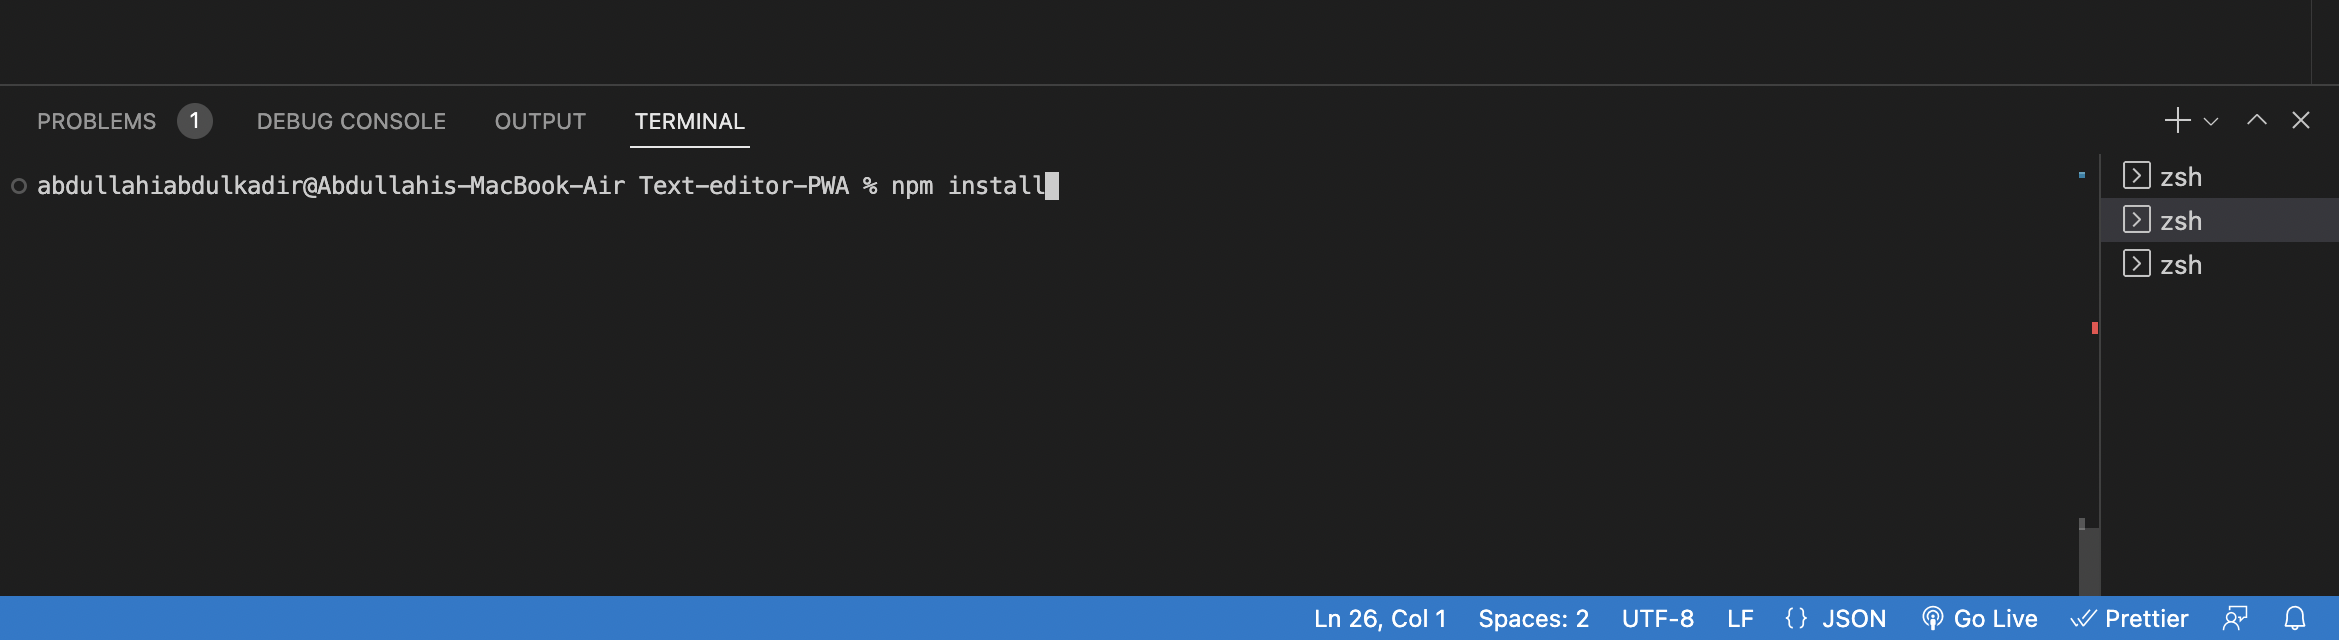 PROBLEMS 1 DEBUG CONSOLE OUTPUT TERMINAL
abdullahiabdulkadir@Abdullahis-MacBook-Air Text-editor-PWA % npm install
zsh
zsh
zsh
Ln 26, Col 1 Spaces: 2 UTF-8 LF {} JSON Go Live Prettier